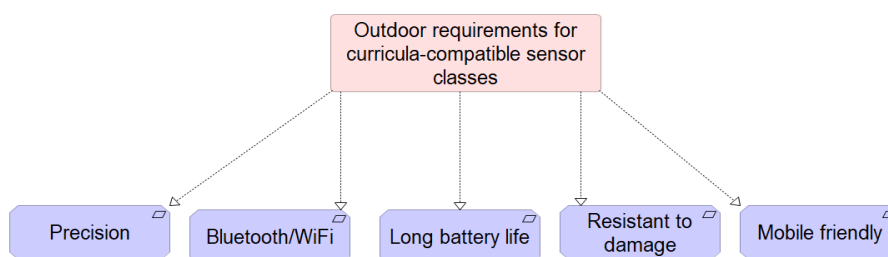 Outdoor requirements for
curricula-compatible sensor
classes
Precision
Bluetooth/WiFi
Long battery life
Resistant to
damage
Mobile friendly